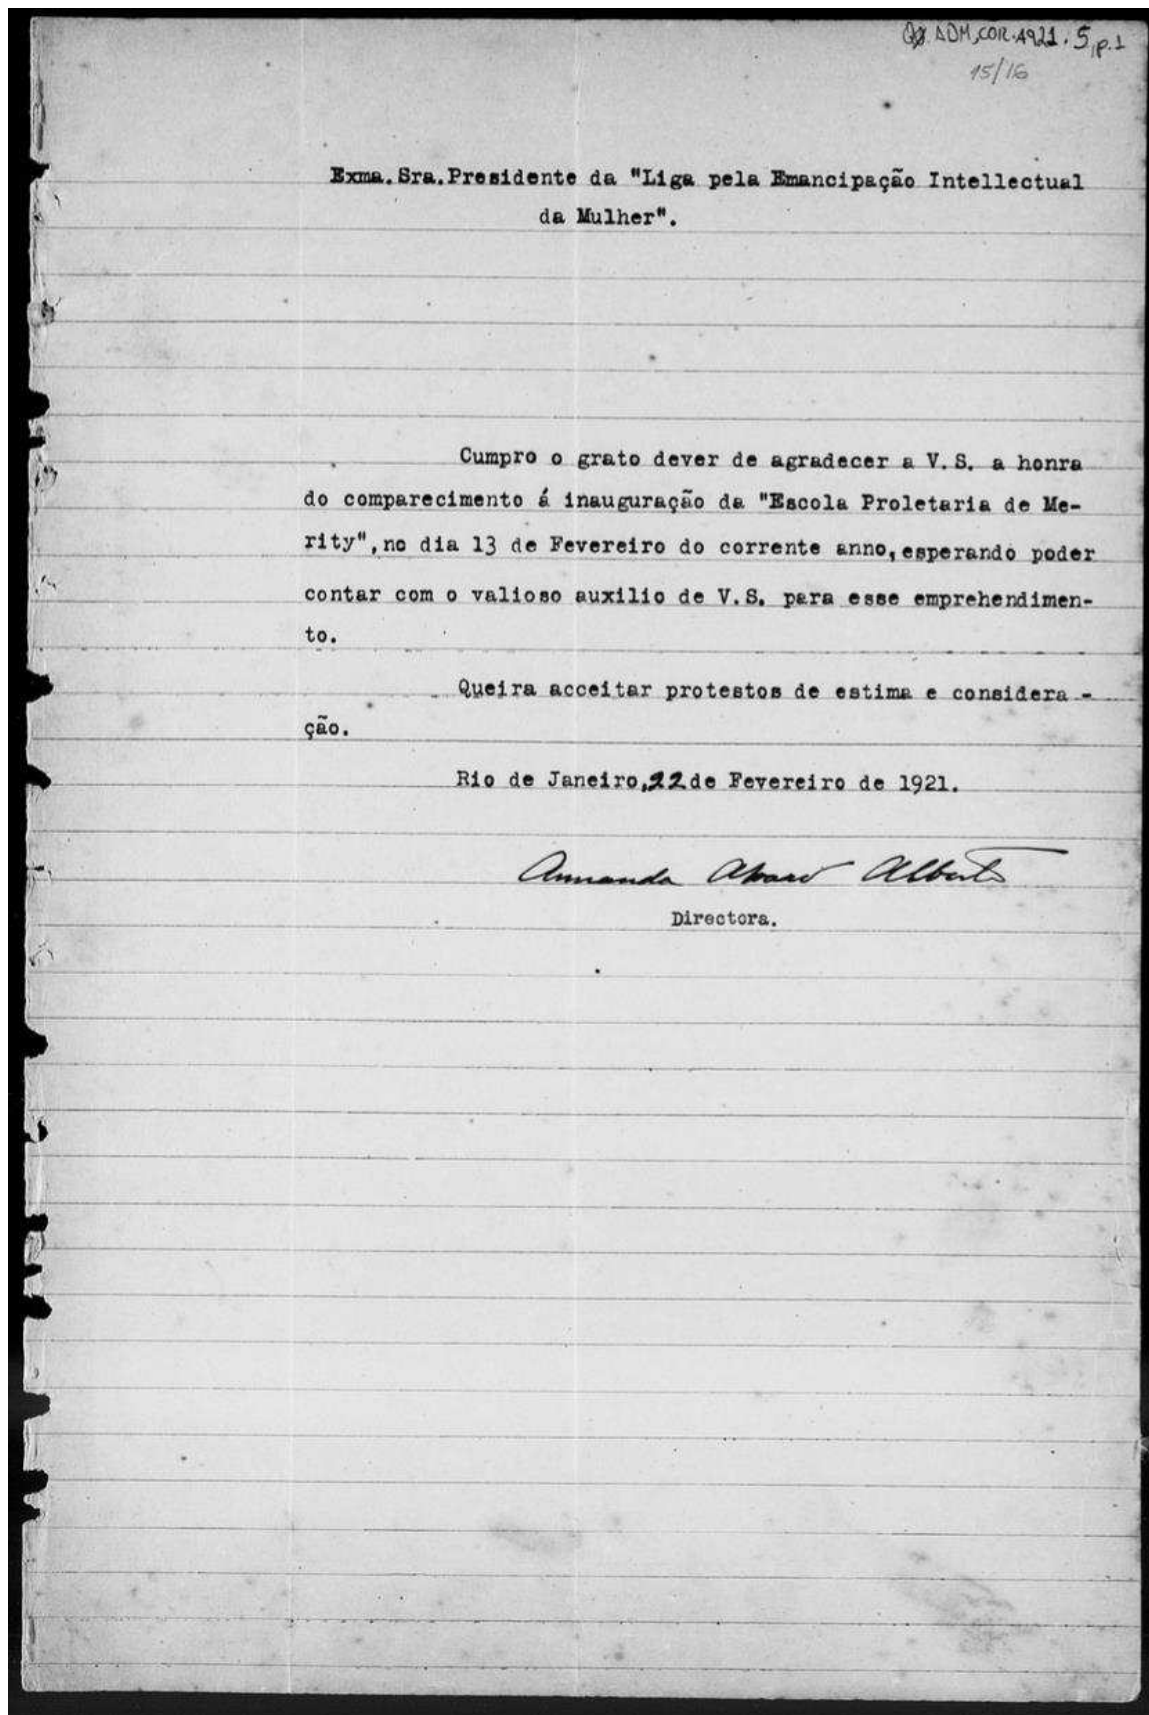 ADM, COR.A921.5, p.1
15/16
Exma.Sra.Presidente da "Liga pela Emancipação Intellectual
da Mulher".
Cumpro o grato dever de agradecer a V.S. a honra
do comparecimento á inauguração da "Escola Proletaria de Me-
rity",no dia 13 de Fevereiro do corrente anno,esperando poder
contar com o valioso auxilio de V.S. para esse emprehendimen-
to.
Queira acceitar protestos de estima e considera -
ção.
Rio de Janeiro,22 de Fevereiro de 1921.
Armanda Alvaro Alberto
Directora.